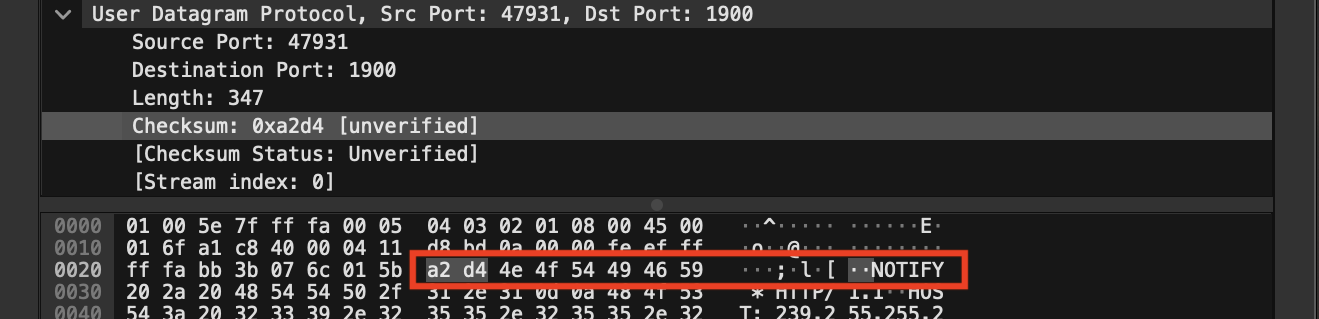 User Datagram Protocol, Src Port: 47931, Dst Port: 1900
Source Port: 47931
Destination Port: 1900
Length: 347
Checksum: 0xa2d4 [unverified]
[Checksum Status: Unverified]
[Stream index: 0]
0000 01 00 5e 7f ff fa 00 05 04 03 02 01 08 00 45 00 ··^····· ······E·
0010 01 6f a1 c8 40 00 04 11 d8 bd 0a 00 00 fe ef ff ·o··@··· ········
0020 ff fa bb 3b 07 6c 01 5b a2 d4 4e 4f 54 49 46 59 ···;·l·[ ··NOTIFY
0030 20 2a 20 48 54 54 50 2f 31 2e 31 0d 0a 48 4f 53 * HTTP/ 1.1··HOS
0040 54 3a 20 32 33 39 2e 32 35 35 2e 32 35 35 2e 32 T: 239.2 55.255.2